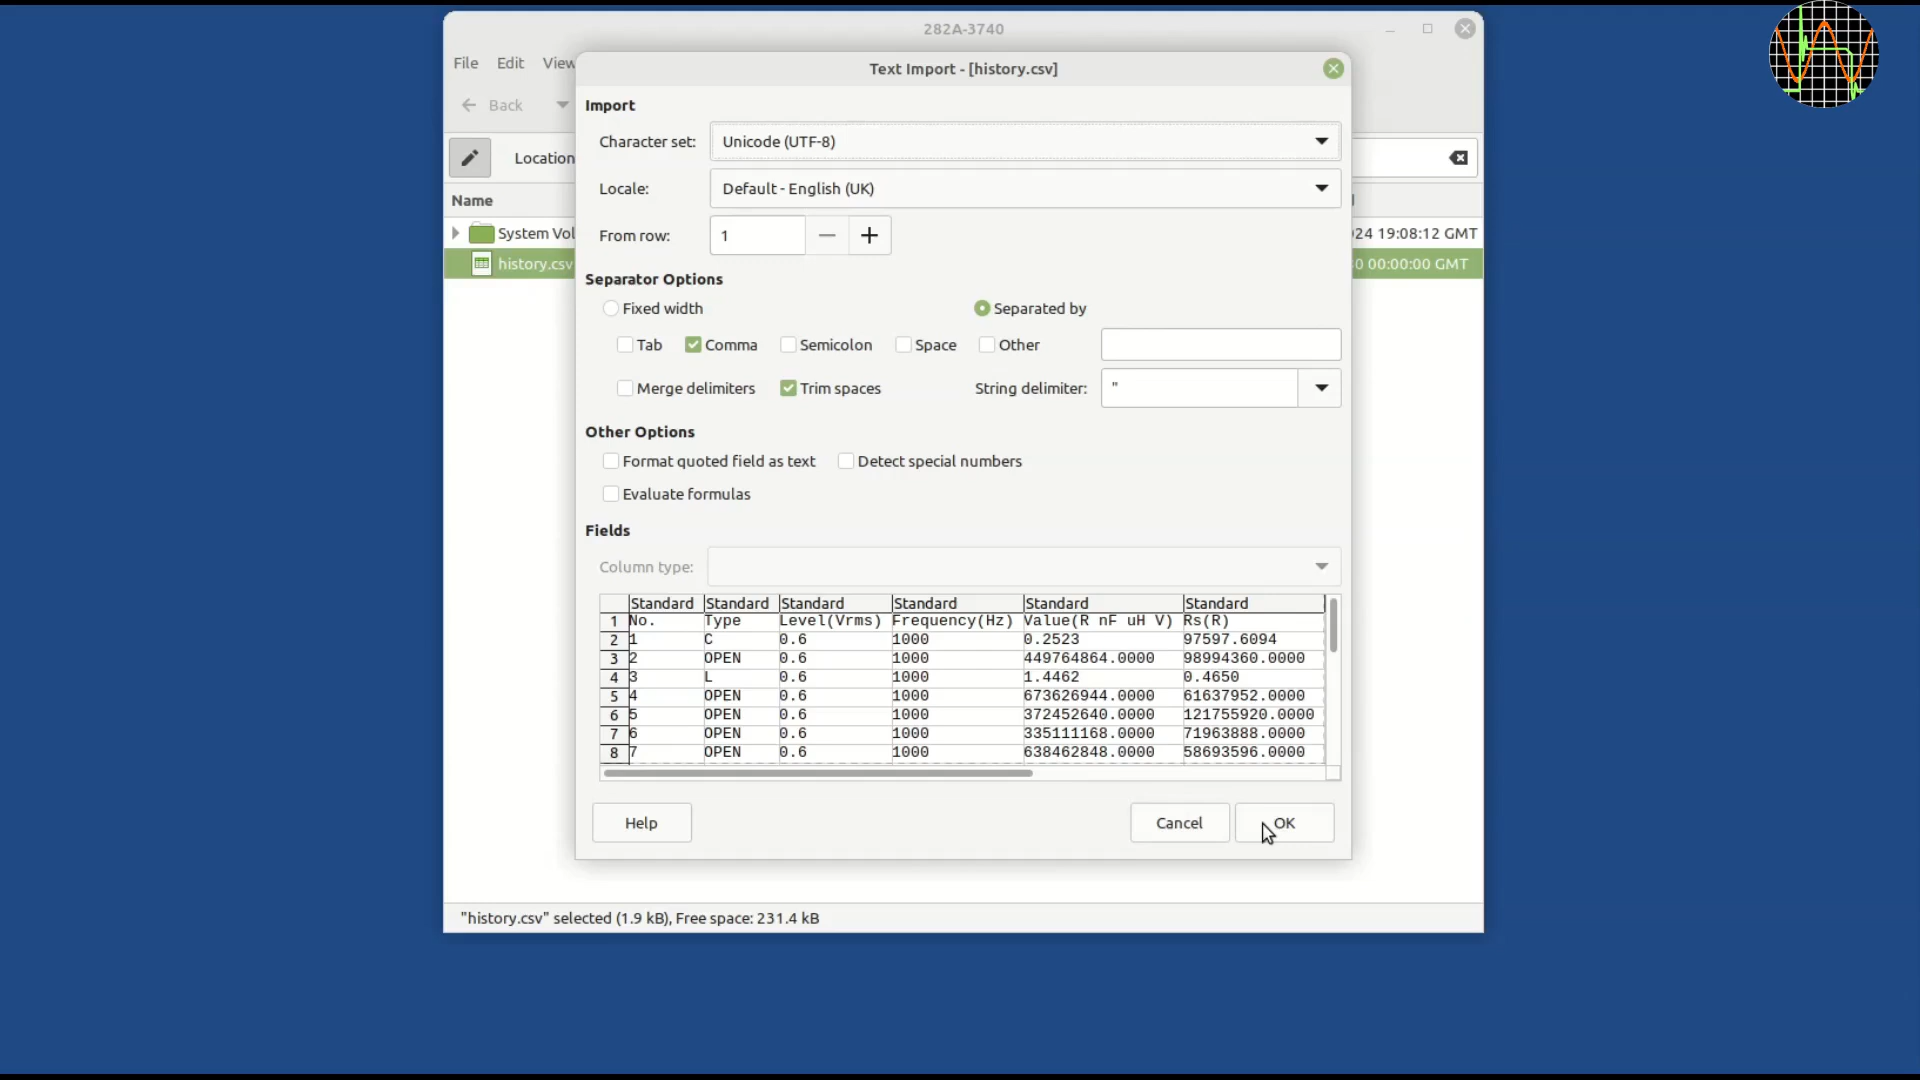 282A-3740
File Edit View
Text Import - [history.csv]
Back
Import
Character set: Unicode (UTF-8)
Location
Locale: Default - English (UK)
Name
From row: 1
System Vol
24 19:08:12 GMT
history.csv
0 00:00:00 GMT
Separator Options
Fixed width Separated by
Tab Comma Semicolon Space Other
Merge delimiters Trim spaces String delimiter: "
Other Options
Format quoted field as text Detect special numbers
Evaluate formulas
Fields
Column type:
Standard Standard Standard Standard Standard Standard
1 No. Type Level(Vrms) Frequency(Hz) Value(R nF uH V) Rs(R)
2 1 C 0.6 1000 0.2523 97597.6094
3 2 OPEN 0.6 1000 449764864.0000 98994360.0000
4 3 L 0.6 1000 1.4462 0.4650
5 4 OPEN 0.6 1000 673626944.0000 61637952.0000
6 5 OPEN 0.6 1000 372452640.0000 121755920.0000
7 6 OPEN 0.6 1000 335111168.0000 71963888.0000
8 7 OPEN 0.6 1000 638462848.0000 58693596.0000
Help Cancel OK
"history.csv" selected (1.9 kB), Free space: 231.4 kB